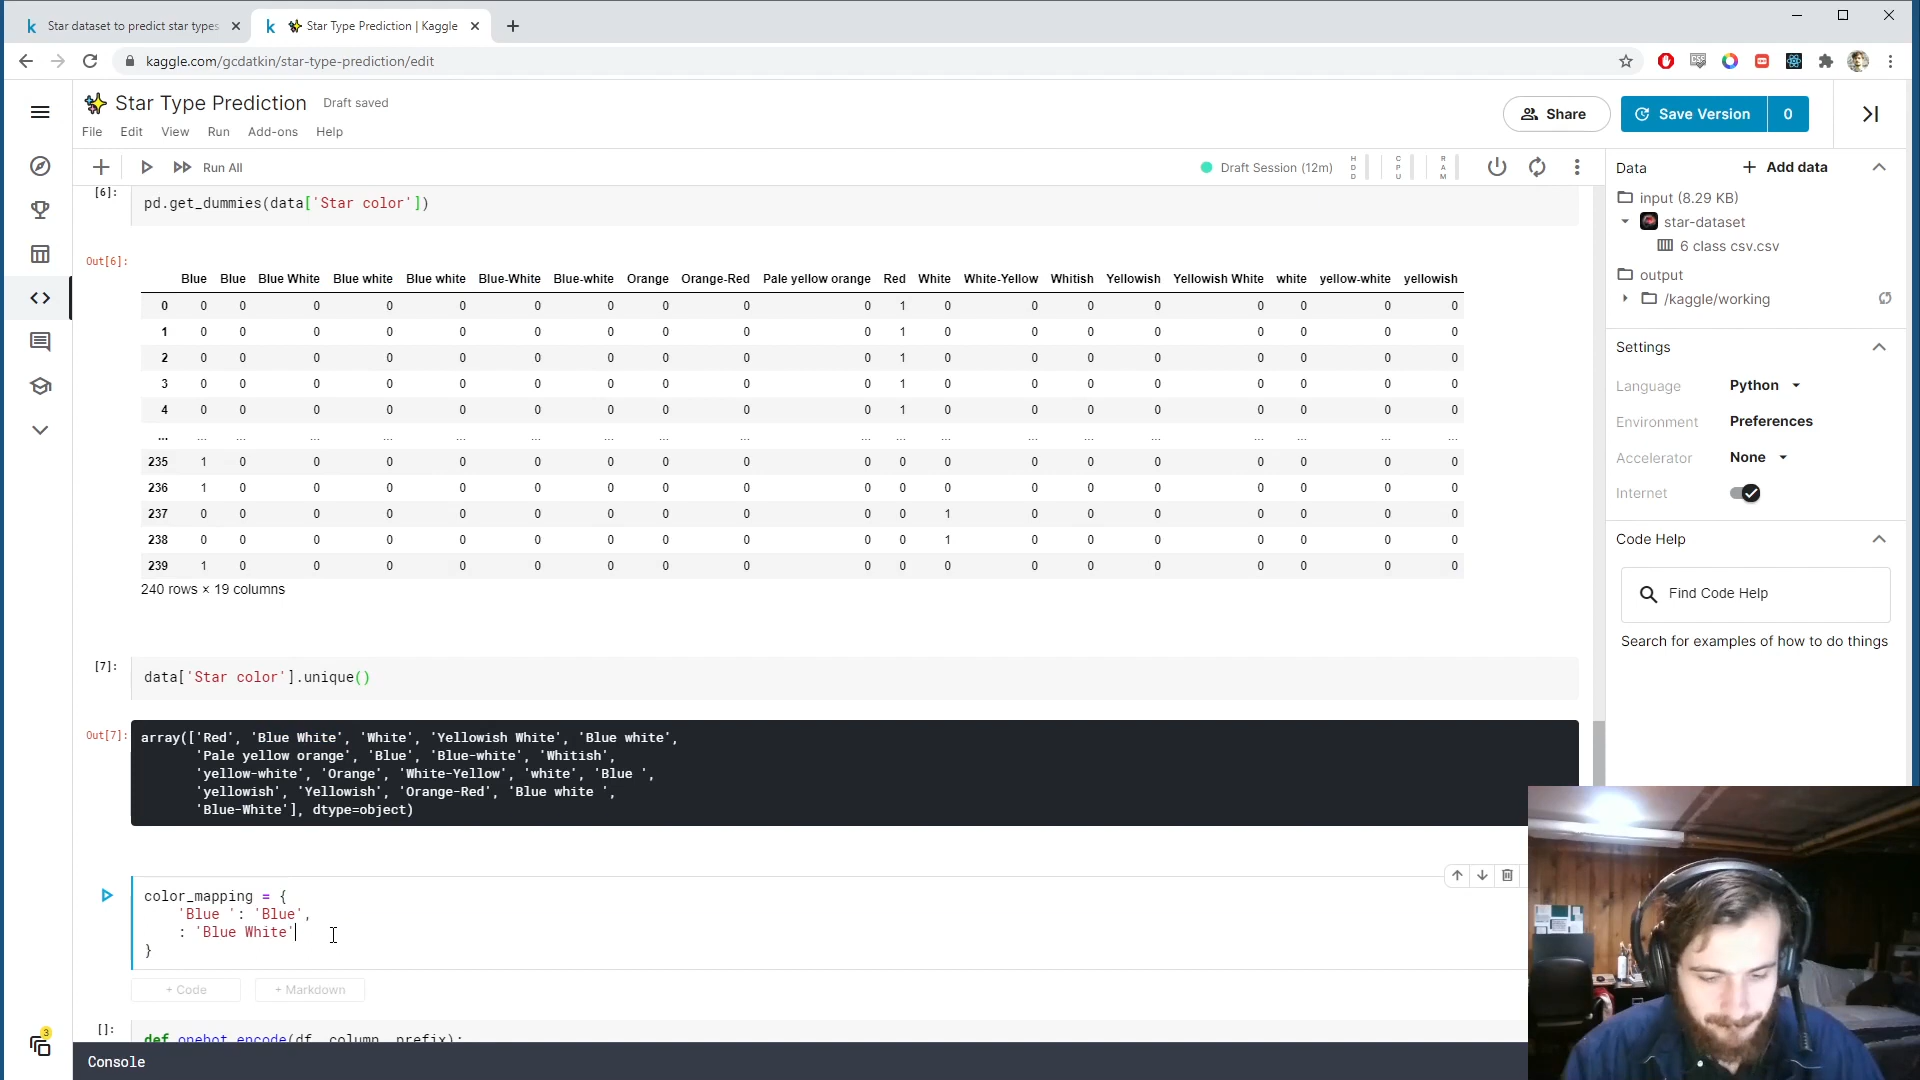 Star dataset to predict star types
Star Type Prediction | Kaggle
kaggle.com/gcdatkin/star-type-prediction/edit
Star Type Prediction Draft saved
Share
Save Version 0
File Edit View Run Add-ons Help
Run All
Draft Session (12m)
HDD
CPU
RAM
Data
Add data
input (8.29 KB)
star-dataset
6 class csv.csv
output
/kaggle/working
Settings
Language Python
Environment Preferences
Accelerator None
Internet
Code Help
Find Code Help
Search for examples of how to do things
[6]:
pd.get_dummies(data['Star color'])
Out[6]:
Blue Blue Blue White Blue white Blue white Blue-White Blue-white Orange Orange-Red Pale yellow orange Red White White-Yellow Whitish Yellowish Yellowish White white yellow-white yellowish
0 0 0 0 0 0 0 0 0 0 0 1 0 0 0 0 0 0 0 0
1 0 0 0 0 0 0 0 0 0 0 1 0 0 0 0 0 0 0 0
2 0 0 0 0 0 0 0 0 0 0 1 0 0 0 0 0 0 0 0
3 0 0 0 0 0 0 0 0 0 0 1 0 0 0 0 0 0 0 0
4 0 0 0 0 0 0 0 0 0 0 1 0 0 0 0 0 0 0 0
... ... ... ... ... ... ... ... ... ... ... ... ... ... ... ... ... ... ... ...
235 1 0 0 0 0 0 0 0 0 0 0 0 0 0 0 0 0 0 0
236 1 0 0 0 0 0 0 0 0 0 0 0 0 0 0 0 0 0 0
237 0 0 0 0 0 0 0 0 0 0 0 1 0 0 0 0 0 0 0
238 0 0 0 0 0 0 0 0 0 0 0 1 0 0 0 0 0 0 0
239 1 0 0 0 0 0 0 0 0 0 0 0 0 0 0 0 0 0 0
240 rows × 19 columns
[7]:
data['Star color'].unique()
Out[7]:
array(['Red', 'Blue White', 'White', 'Yellowish White', 'Blue white',
'Pale yellow orange', 'Blue', 'Blue-white', 'Whitish',
'yellow-white', 'Orange', 'White-Yellow', 'white', 'Blue ',
'yellowish', 'Yellowish', 'Orange-Red', 'Blue white ',
'Blue-White'], dtype=object)
color_mapping = {
'Blue ': 'Blue',
: 'Blue White'
}
+ Code + Markdown
[]:
def onehot_encode(df, column, prefix):
3
Console